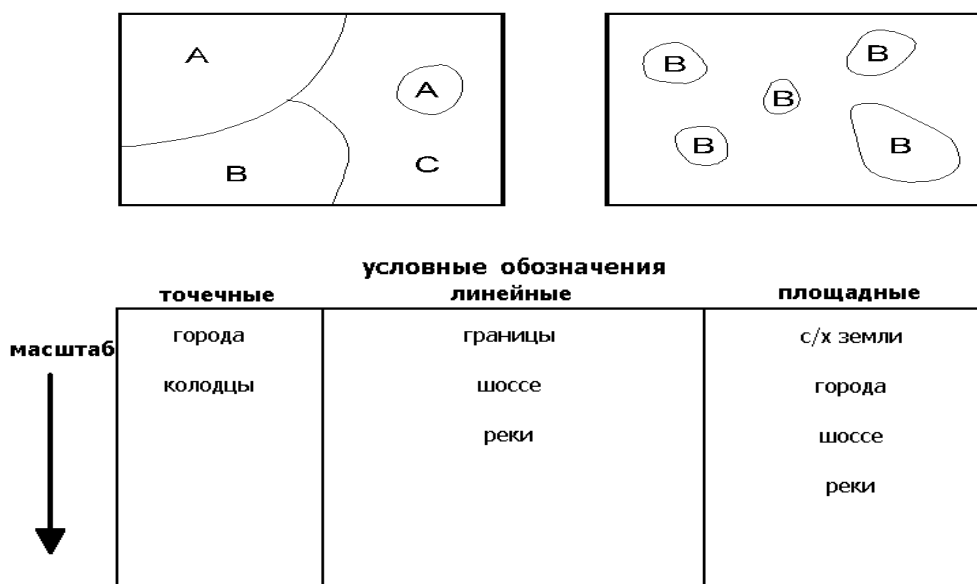 A
A
B
C
B
B
B
B
B
условные обозначения
точечные линейные площадные
масштаб
города границы с/х земли
колодцы шоссе города
реки шоссе
реки